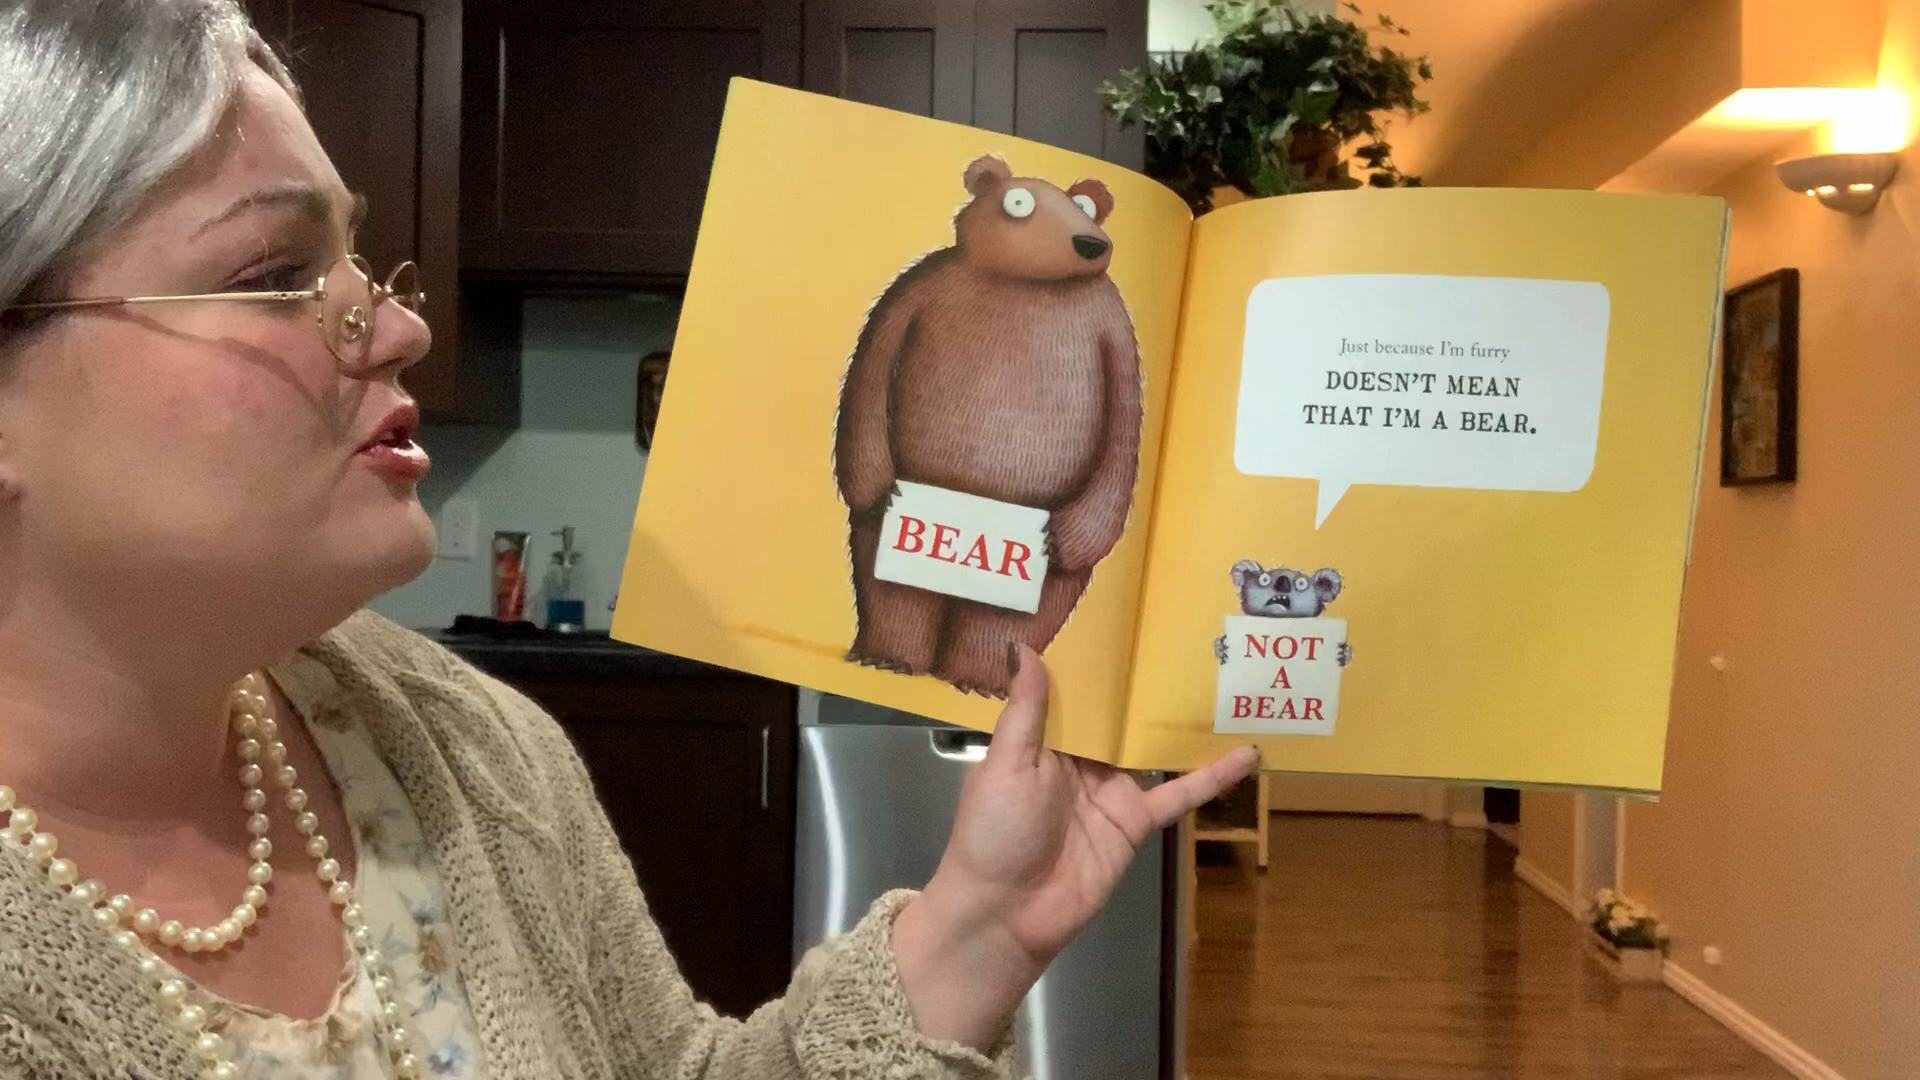 BEAR
Just because I'm furry
DOESN'T MEAN
THAT I'M A BEAR.
NOT
A
BEAR